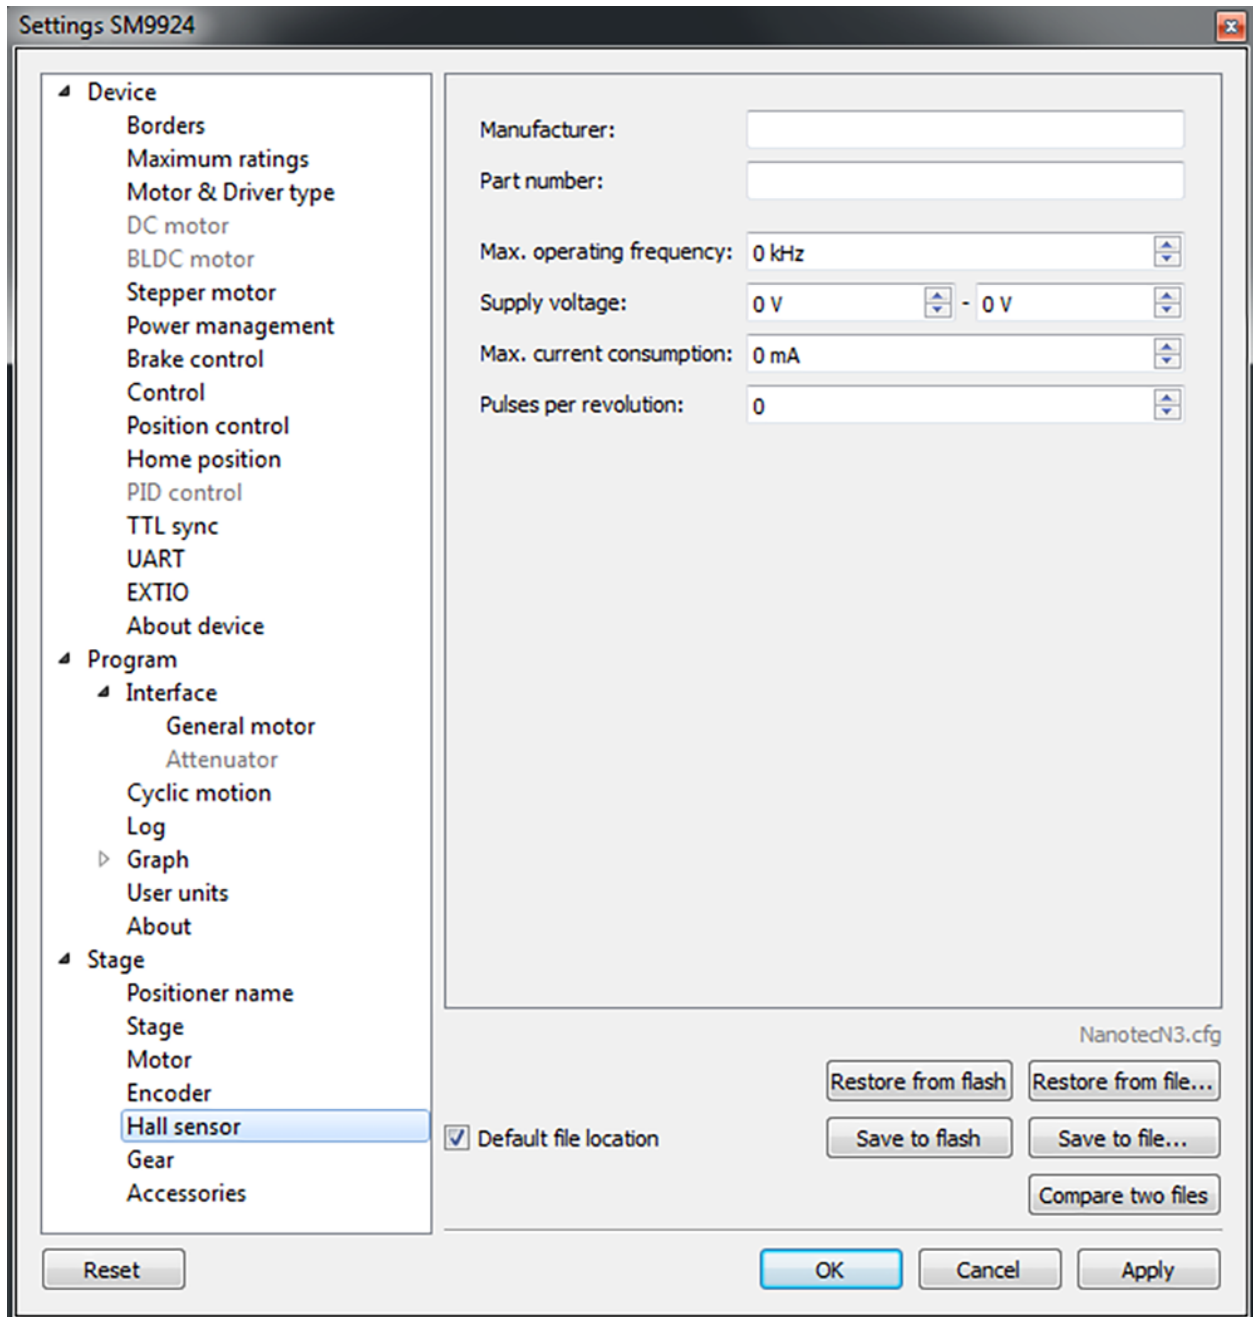 Settings SM9924
Device
Borders
Maximum ratings
Motor & Driver type
DC motor
BLDC motor
Stepper motor
Power management
Brake control
Control
Position control
Home position
PID control
TTL sync
UART
EXTIO
About device
Program
Interface
General motor
Attenuator
Cyclic motion
Log
Graph
User units
About
Stage
Positioner name
Stage
Motor
Encoder
Hall sensor
Gear
Accessories
Manufacturer:
Part number:
Max. operating frequency: 0 kHz
Supply voltage: 0 V - 0 V
Max. current consumption: 0 mA
Pulses per revolution: 0
NanotecN3.cfg
Restore from flash Restore from file...
Default file location Save to flash Save to file...
Compare two files
Reset OK Cancel Apply